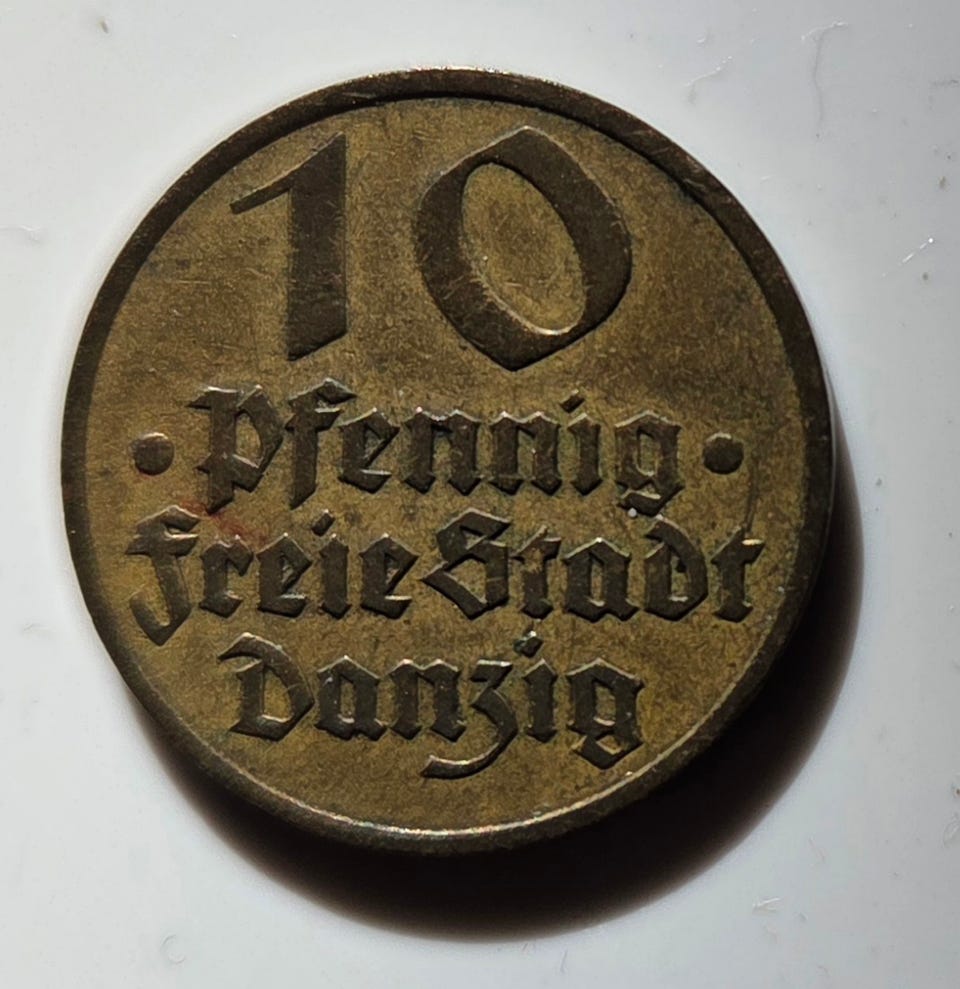 10
· Pfennig ·
Freie Stadt
Danzig